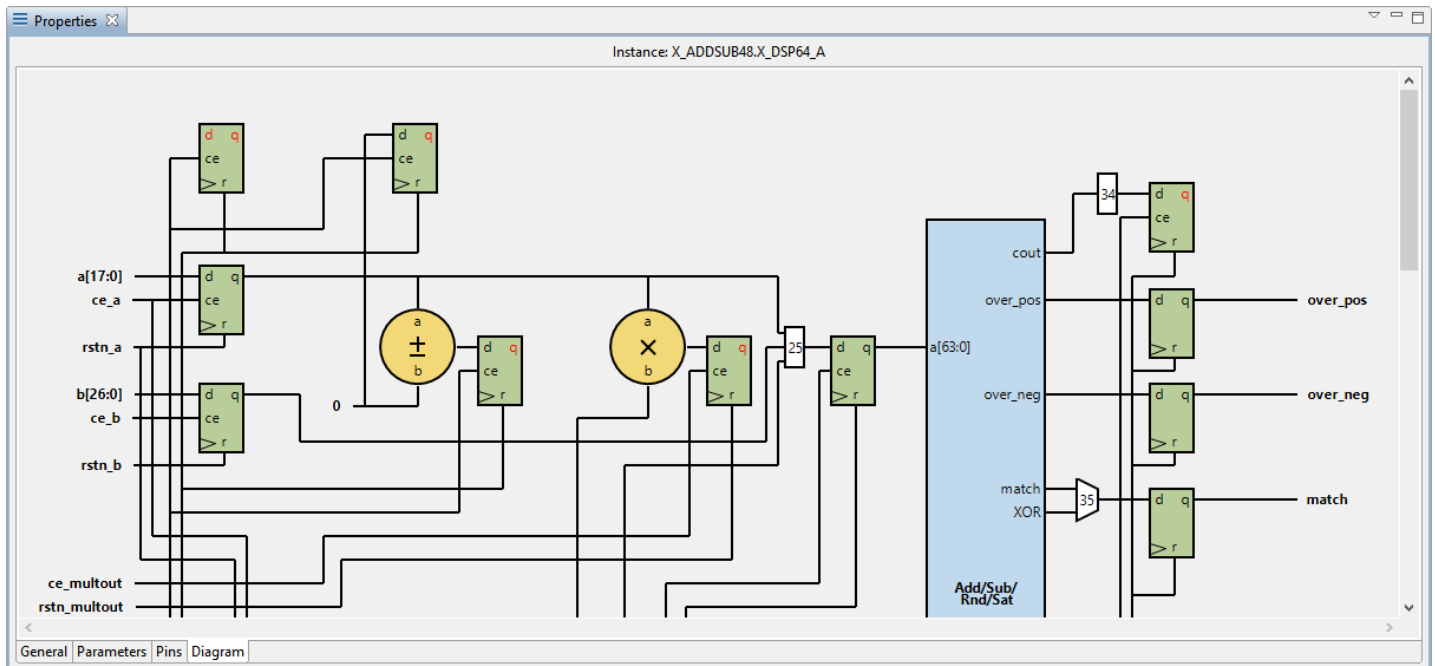 Properties
Instance: X_ADDSUB48.X_DSP64_A
d q
ce
r
d q
ce
r
34
d q
ce
r
cout
a[17:0]
ce_a
rstn_a
d q
ce
r
over_pos
d q
r
over_pos
a
±
b
d q
ce
r
a
×
b
d q
ce
r
25
d q
ce
r
a[63:0]
b[26:0]
ce_b
rstn_b
d q
ce
r
0
over_neg
d q
r
over_neg
match
XOR
35
d q
r
match
ce_multout
rstn_multout
Add/Sub/
Rnd/Sat
General Parameters Pins Diagram